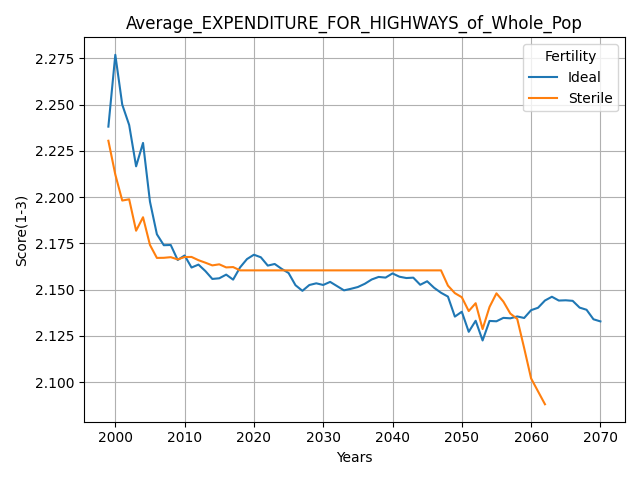 Average_EXPENDITURE_FOR_HIGHWAYS_of_Whole_Pop
Fertility
Ideal
Sterile
Score(1-3)
2.275
2.250
2.225
2.200
2.175
2.150
2.125
2.100
2000
2010
2020
2030
2040
2050
2060
2070
Years